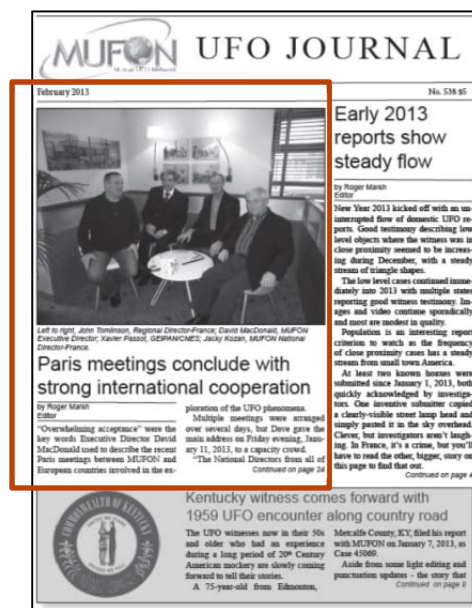 MUFON
UFO JOURNAL
February 2013
No. 538 $5
Left to right, John Tomlinson, Regional Director-France; David MacDonald, MUFON
Executive Director; Xavier Passot, GEIPAN/CNES; Jacky Kozan, MUFON National
Director-France.
Paris meetings conclude with
strong international cooperation
by Roger Marsh
Editor
“Overwhelming acceptance” were the
key words Executive Director David
MacDonald used to describe the recent
Paris meetings between MUFON and
European countries involved in the ex-
ploration of the UFO phenomena.
Multiple meetings were arranged
over several days, but Dave gave the
main address on Friday evening, Janu-
ary 11, 2013, to a capacity crowd.
“The National Directors from all of
Continued on page 24
Early 2013
reports show
steady flow
by Roger Marsh
Editor
New Year 2013 kicked off with an un-
interrupted flow of domestic UFO re-
ports. Good testimony describing low
level objects where the witness was in
close proximity seemed to be increas-
ing during December, with a steady
stream of triangle shapes.
The low level cases continued imme-
diately into 2013 with multiple states
reporting good witness testimony. Im-
ages and video continue sporadically
and most are modest in quality.
Population is an interesting report
criterion to watch as the frequency
of close proximity cases has a steady
stream from small town America.
At least two known hoaxes were
submitted since January 1, 2013, both
quickly acknowledged by investiga-
tors. One inventive submitter copied
a clearly-visible street lamp head and
simply pasted it in the sky overhead.
Clever, but investigators aren’t laugh-
ing. In France, it’s a crime, but you’ll
have to read the other, bigger, story on
this page to find that out.
Continued on page 4
COMMONWEALTH OF KENTUCKY
Kentucky witness comes forward with
1959 UFO encounter along country road
The UFO witnesses now in their 50s
and older who had an experience
during a long period of 20th Century
American mockery are slowly coming
forward to tell their stories.
A 75-year-old from Edmonton,
Metcalfe County, KY, filed his report
with MUFON on January 7, 2013, as
Case 45069.
Aside from some light editing and
punctuation updates - the story that
Continued on page 9